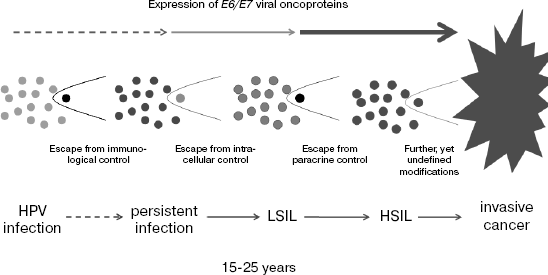 Expression of E6/E7 viral oncoproteins
Escape from immuno-
logical control
Escape from intra-
cellular control
Escape from
paracrine control
Further, yet
undefined
modifications
HPV
infection
persistent
infection
LSIL
HSIL
invasive
cancer
15-25 years